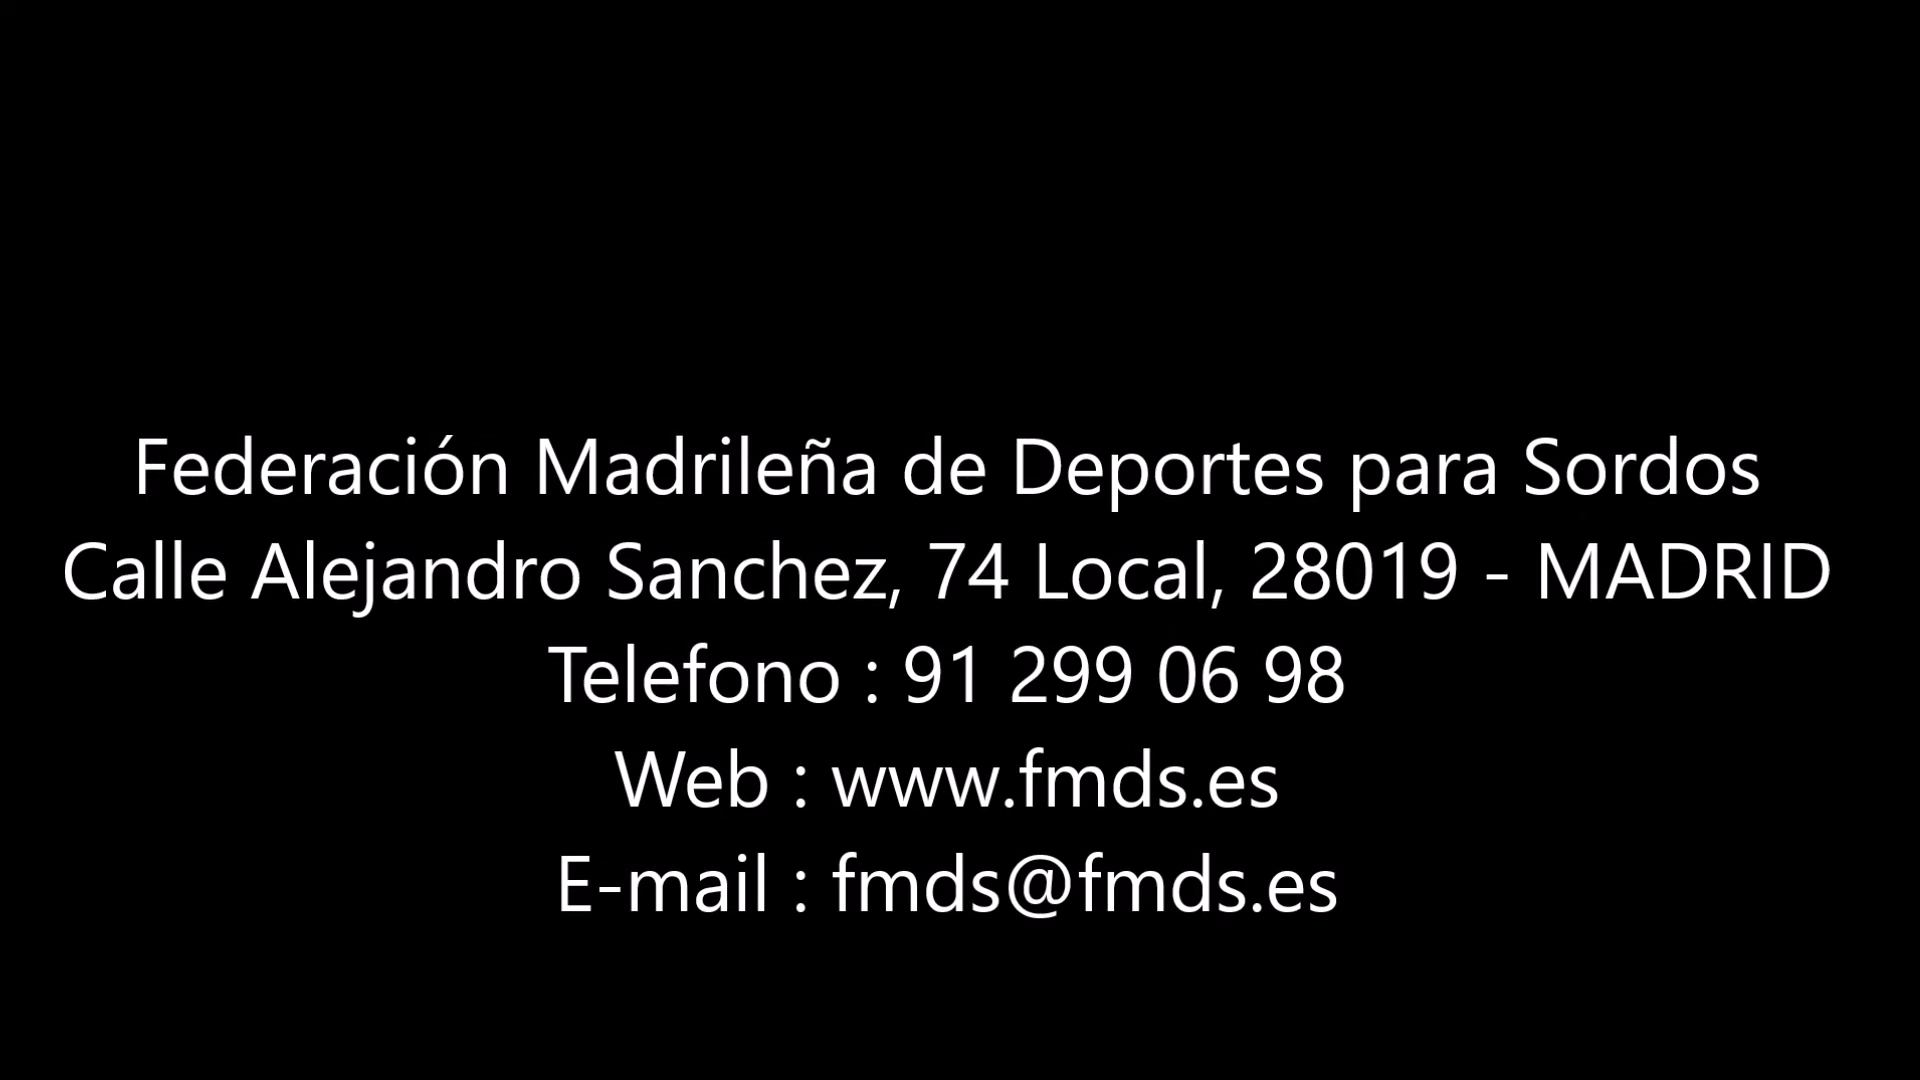 Federación Madrileña de Deportes para Sordos
Calle Alejandro Sanchez, 74 Local, 28019 - MADRID
Telefono : 91 299 06 98
Web : www.fmds.es
E-mail : fmds@fmds.es